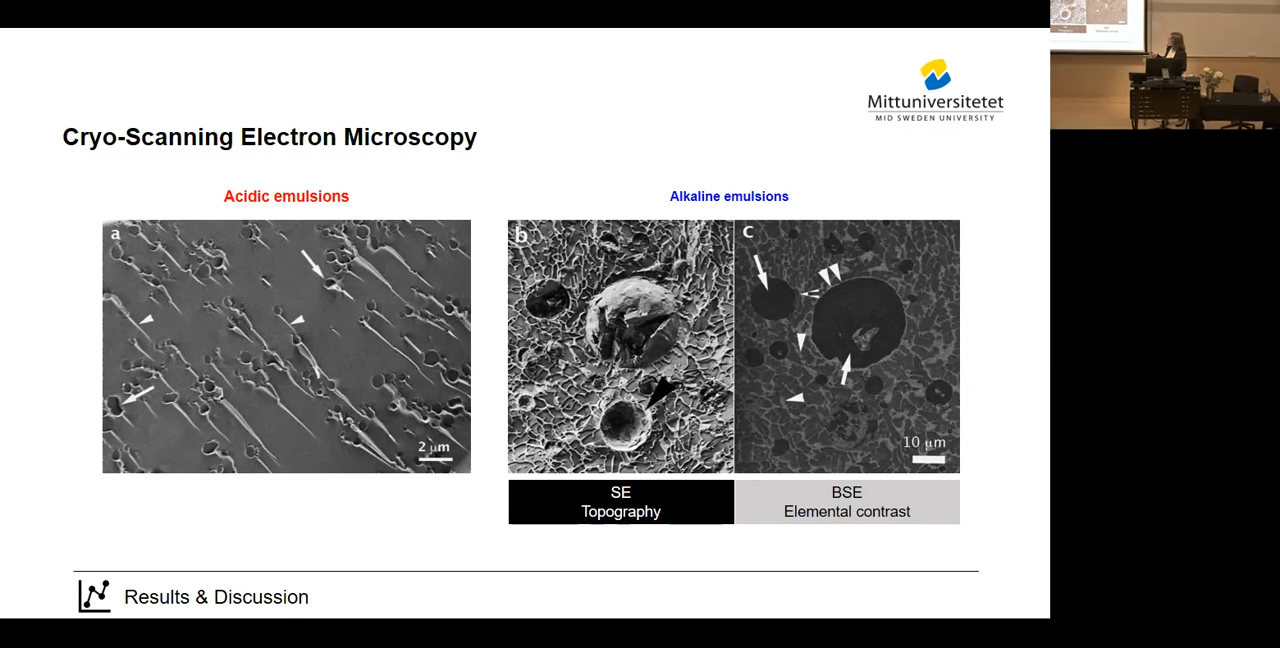 Mittuniversitetet
MID SWEDEN UNIVERSITY
Cryo-Scanning Electron Microscopy
Acidic emulsions
Alkaline emulsions
a
b
c
2 μm
10 μm
SE
Topography
BSE
Elemental contrast
Results & Discussion